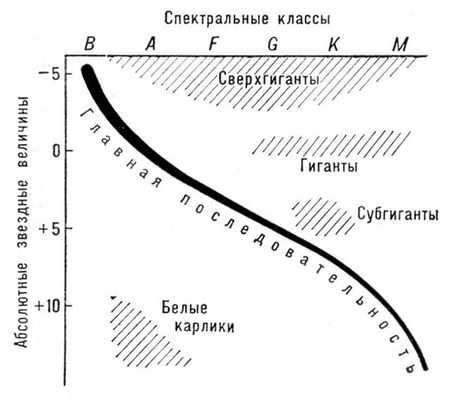 Спектральные классы
B A F G K M
Абсолютные звездные величины
−5
0
+5
+10
Сверхгиганты
Гиганты
Субгиганты
Главная последовательность
Белые
карлики